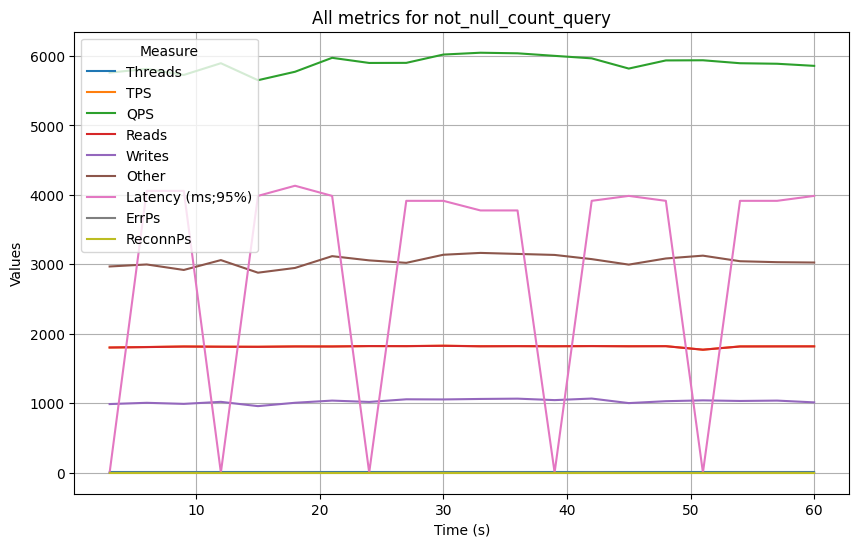 All metrics for not_null_count_query
Measure
Threads
TPS
QPS
Reads
Writes
Other
Latency (ms;95%)
ErrPs
ReconnPs
Values
6000
5000
4000
3000
2000
1000
0
10 20 30 40 50 60
Time (s)